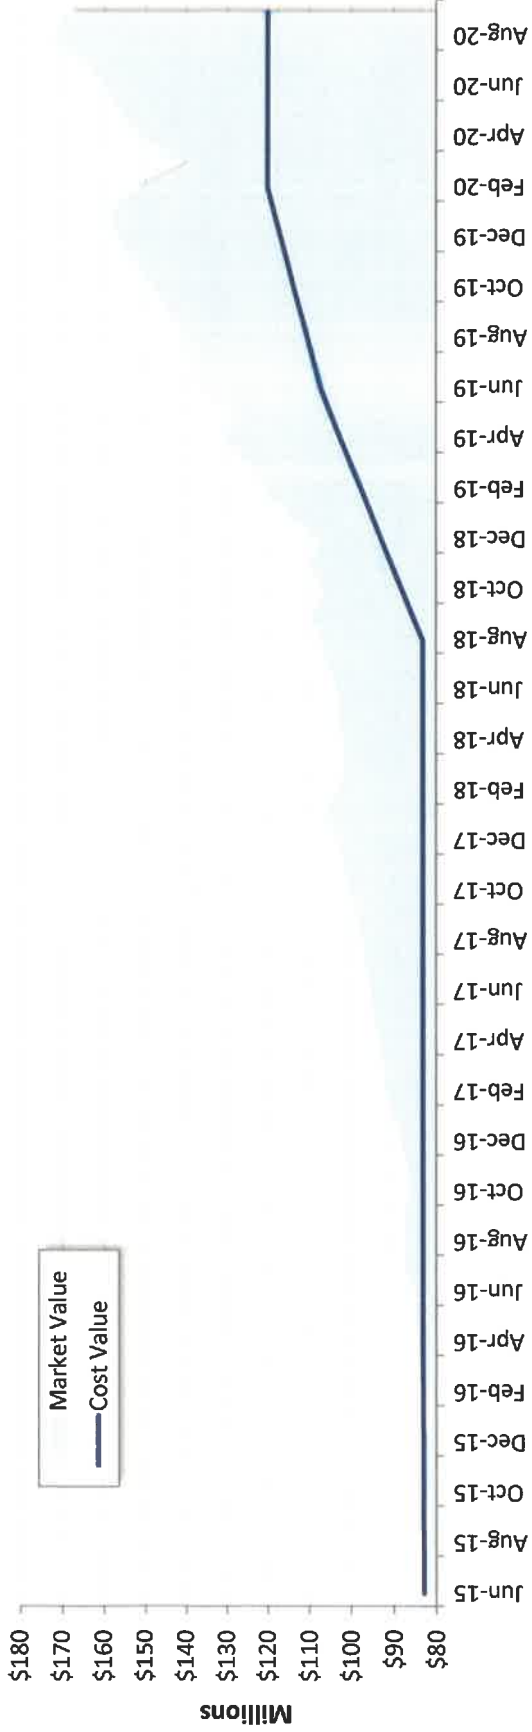 Market Value
Cost Value
Millions
$180
$170
$160
$150
$140
$130
$120
$110
$100
$90
$80
Jun-15
Aug-15
Oct-15
Dec-15
Feb-16
Apr-16
Jun-16
Aug-16
Oct-16
Dec-16
Feb-17
Apr-17
Jun-17
Aug-17
Oct-17
Dec-17
Feb-18
Apr-18
Jun-18
Aug-18
Oct-18
Dec-18
Feb-19
Apr-19
Jun-19
Aug-19
Oct-19
Dec-19
Feb-20
Apr-20
Jun-20
Aug-20